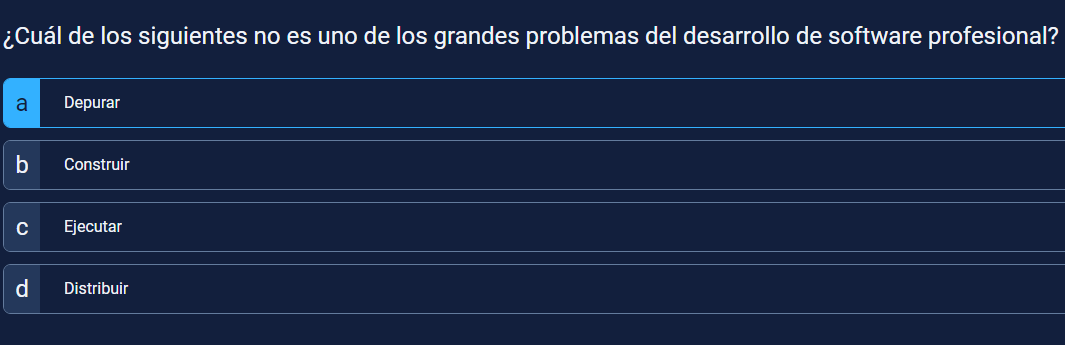 ¿Cuál de los siguientes no es uno de los grandes problemas del desarrollo de software profesional?
a Depurar
b Construir
c Ejecutar
d Distribuir